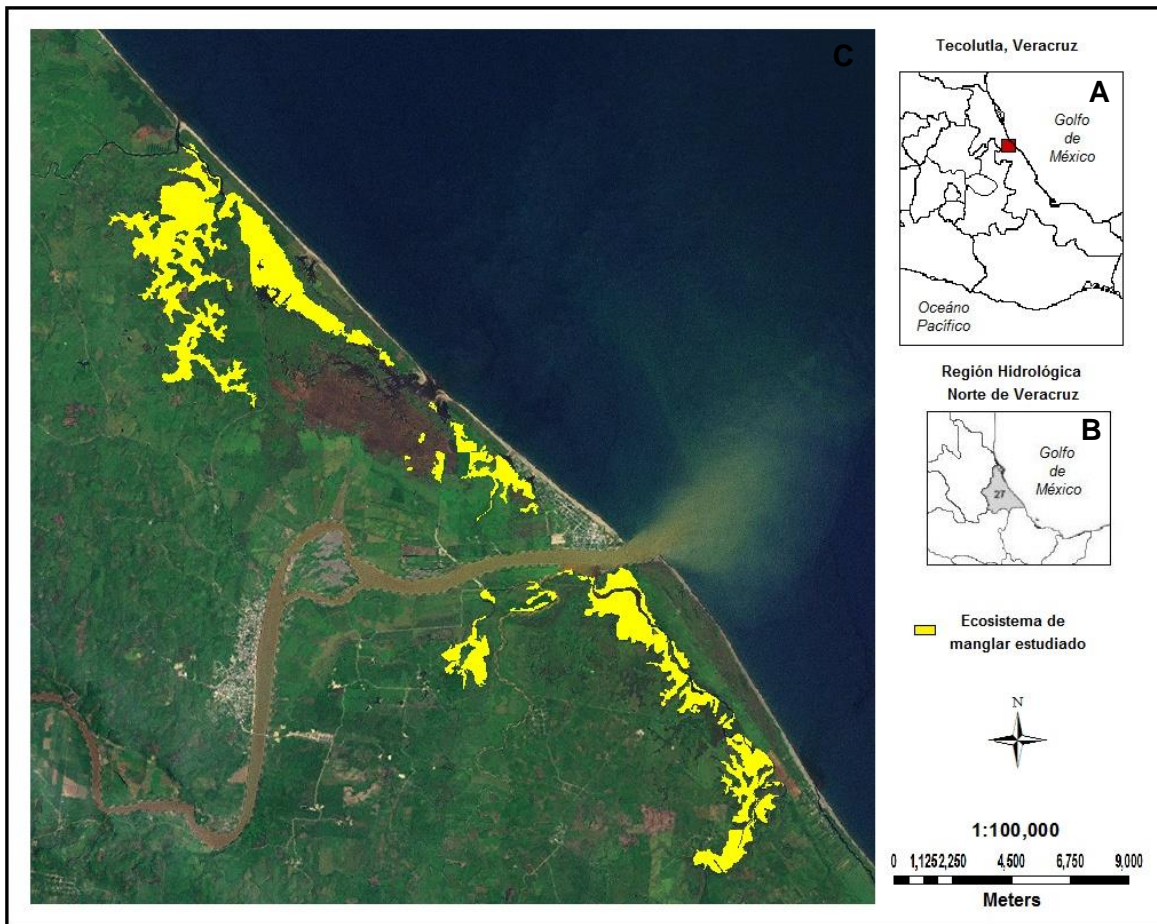 C
Tecolutla, Veracruz
A
Golfo
de
México
Oceáno
Pacífico
Región Hidrológica
Norte de Veracruz
B
Golfo
de
México
27
Ecosistema de
manglar estudiado
N
1:100,000
0 1,125 2,250 4,500 6,750 9,000
Meters